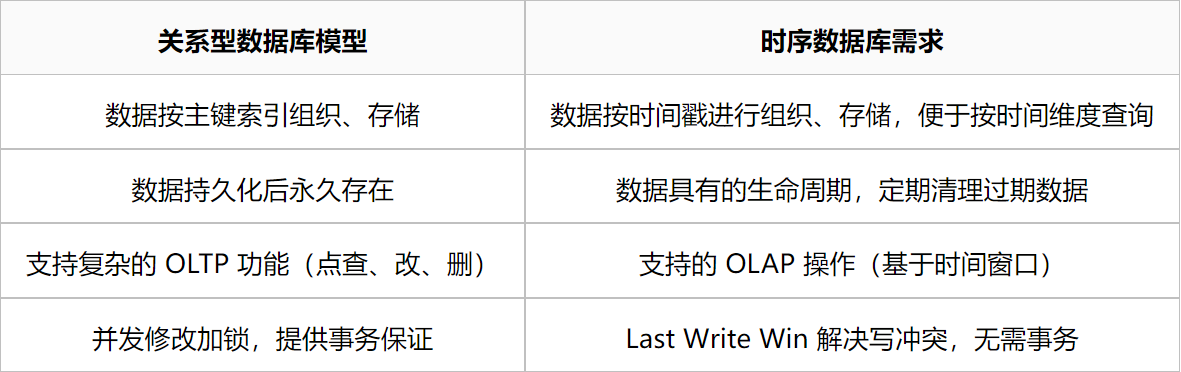 关系型数据库模型 时序数据库需求
数据按主键索引组织、存储 数据按时间戳进行组织、存储，便于按时间维度查询
数据持久化后永久存在 数据具有的生命周期，定期清理过期数据
支持复杂的 OLTP 功能（点查、改、删） 支持的 OLAP 操作（基于时间窗口）
并发修改加锁，提供事务保证 Last Write Win 解决写冲突，无需事务